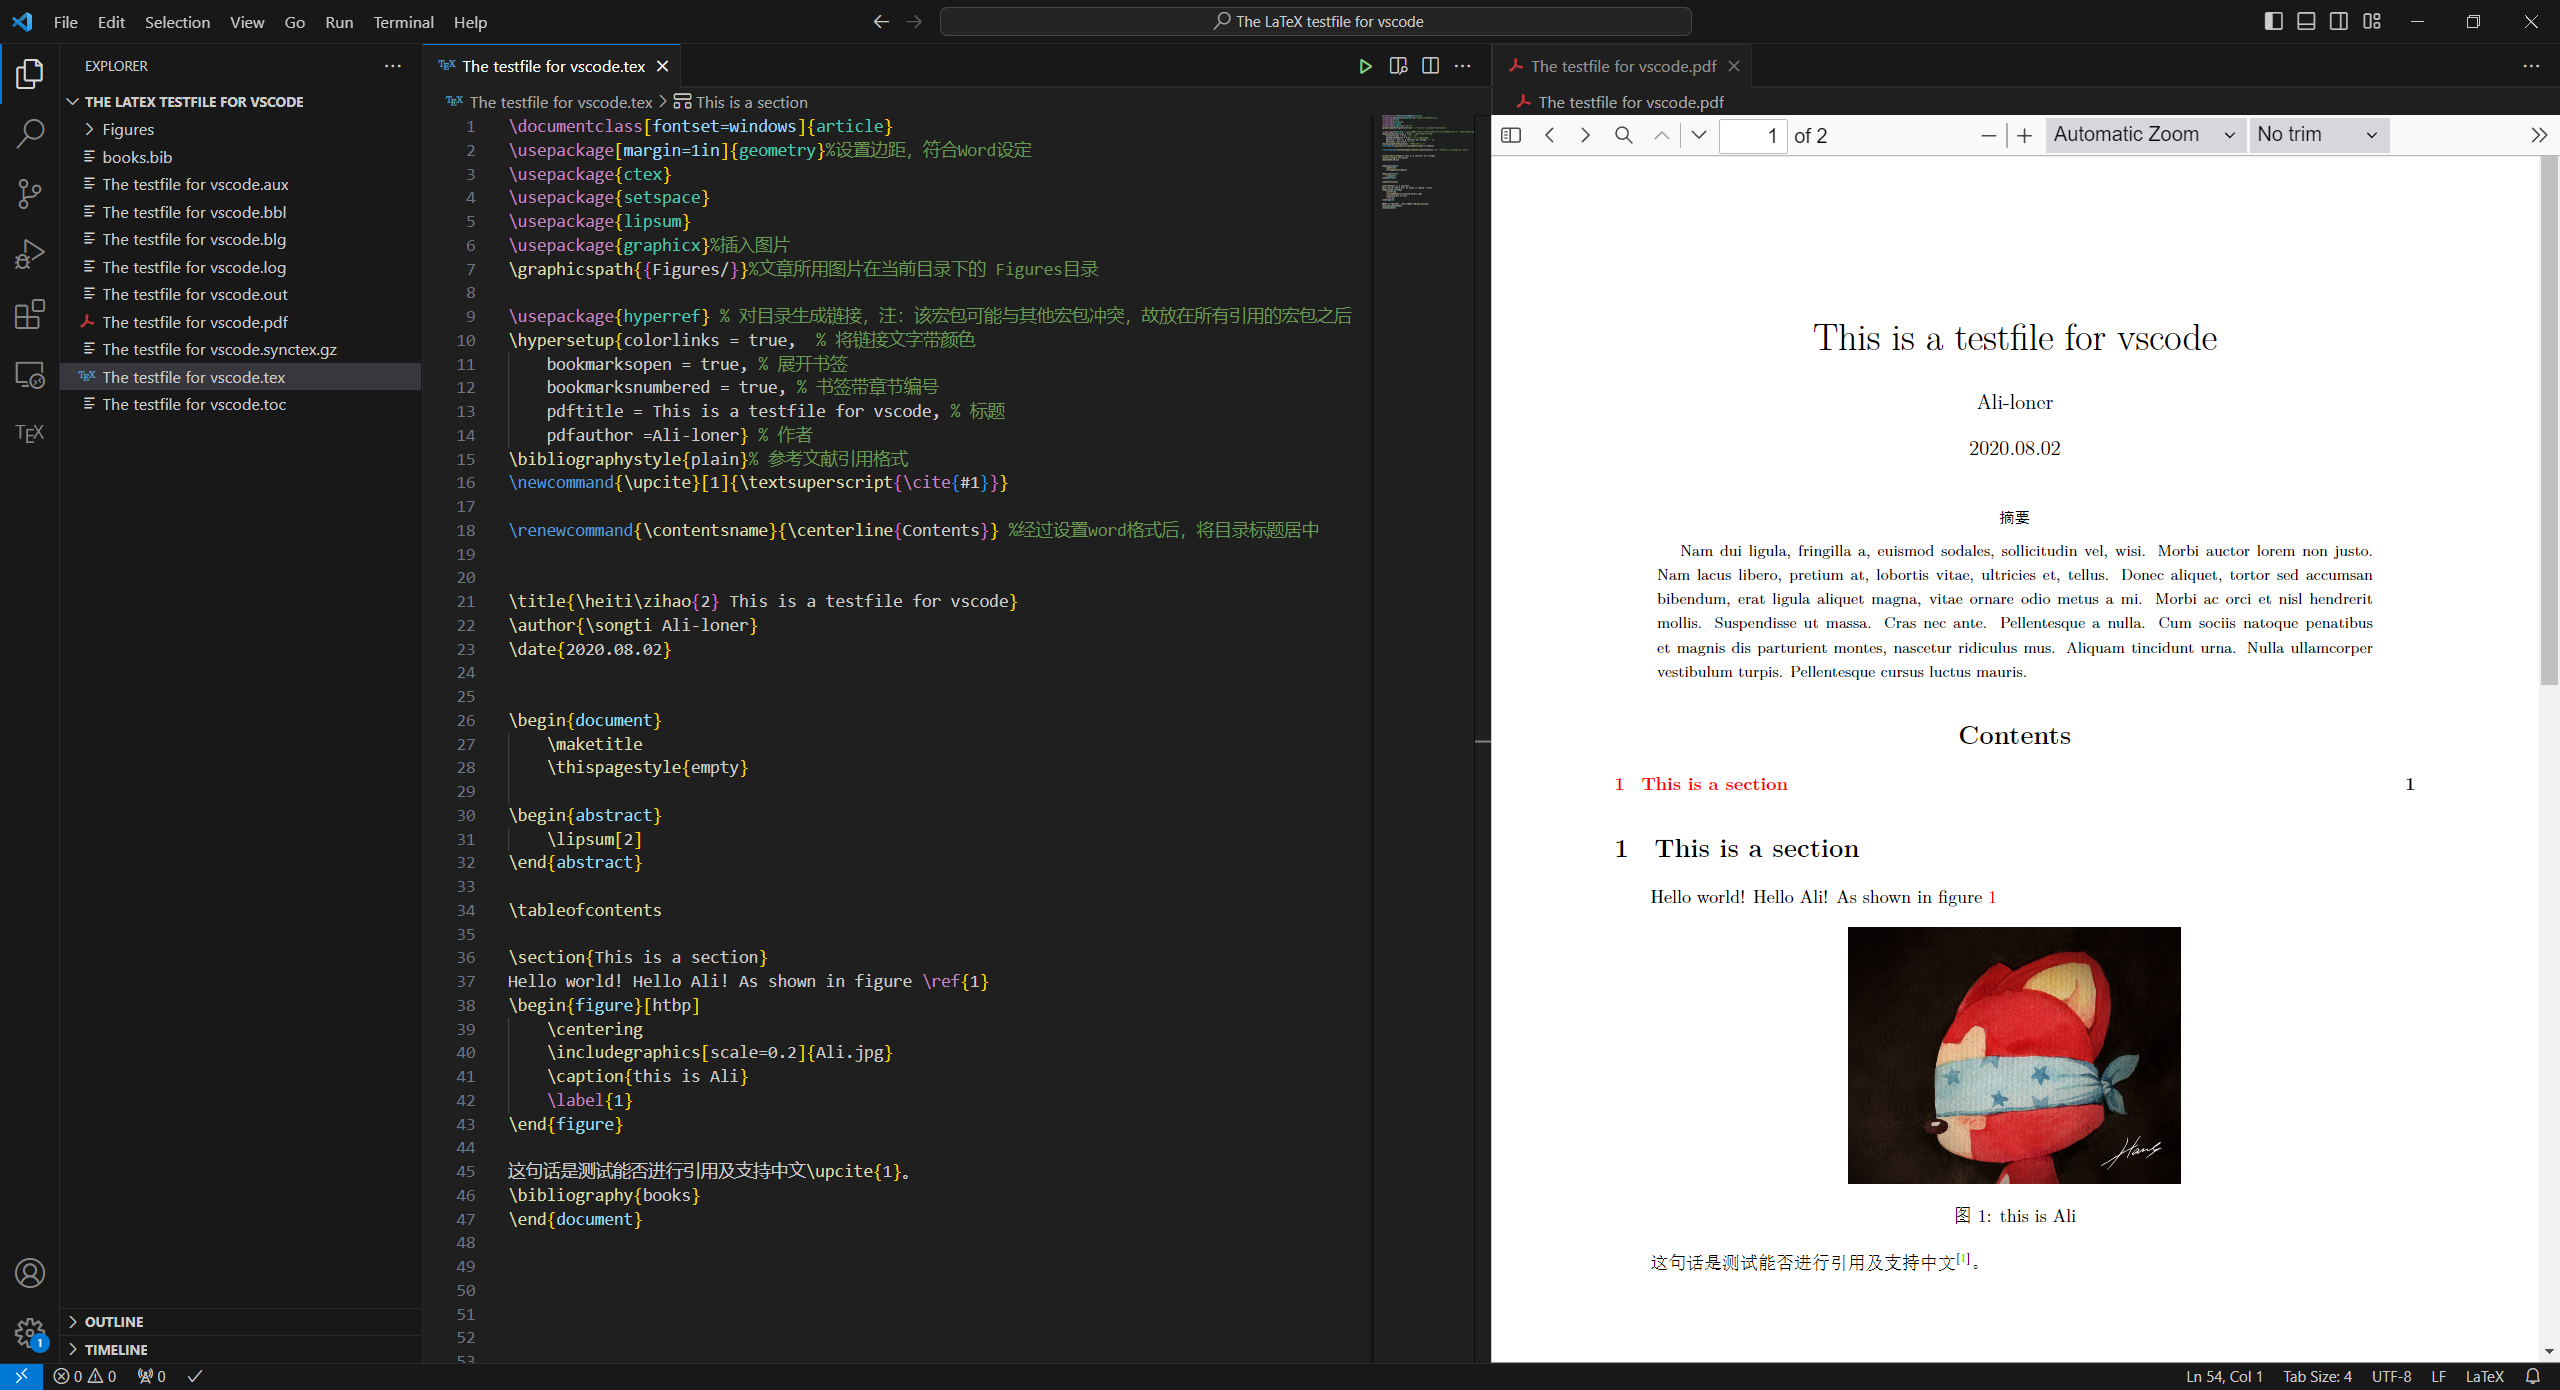 File Edit Selection View Go Run Terminal Help
The LaTeX testfile for vscode
EXPLORER
THE LATEX TESTFILE FOR VSCODE
Figures
books.bib
The testfile for vscode.aux
The testfile for vscode.bbl
The testfile for vscode.blg
The testfile for vscode.log
The testfile for vscode.out
The testfile for vscode.pdf
The testfile for vscode.synctex.gz
The testfile for vscode.tex
The testfile for vscode.toc
TEX
OUTLINE
TIMELINE
TEX The testfile for vscode.tex
TEX The testfile for vscode.tex > This is a section
1 \documentclass[fontset=windows]{article}
2 \usepackage[margin=1in]{geometry}%设置边距，符合Word设定
3 \usepackage{ctex}
4 \usepackage{setspace}
5 \usepackage{lipsum}
6 \usepackage{graphicx}%插入图片
7 \graphicspath{{Figures/}}%文章所用图片在当前目录下的 Figures目录
8
9 \usepackage{hyperref} % 对目录生成链接，注：该宏包可能与其他宏包冲突，故放在所有引用的宏包之后
10 \hypersetup{colorlinks = true,  % 将链接文字带颜色
11     bookmarksopen = true, % 展开书签
12     bookmarksnumbered = true, % 书签带章节编号
13     pdftitle = This is a testfile for vscode, % 标题
14     pdfauthor =Ali-loner} % 作者
15 \bibliographystyle{plain}% 参考文献引用格式
16 \newcommand{\upcite}[1]{\textsuperscript{\cite{#1}}}
17
18 \renewcommand{\contentsname}{\centerline{Contents}} %经过设置word格式后，将目录标题居中
19
20
21 \title{\heiti\zihao{2} This is a testfile for vscode}
22 \author{\songti Ali-loner}
23 \date{2020.08.02}
24
25
26 \begin{document}
27     \maketitle
28     \thispagestyle{empty}
29
30 \begin{abstract}
31     \lipsum[2]
32 \end{abstract}
33
34 \tableofcontents
35
36 \section{This is a section}
37 Hello world! Hello Ali! As shown in figure \ref{1}
38 \begin{figure}[htbp]
39     \centering
40     \includegraphics[scale=0.2]{Ali.jpg}
41     \caption{this is Ali}
42     \label{1}
43 \end{figure}
44
45 这句话是测试能否进行引用及支持中文\upcite{1}。
46 \bibliography{books}
47 \end{document}
48
49
50
51
52
53
The testfile for vscode.pdf
The testfile for vscode.pdf
1 of 2 Automatic Zoom No trim
This is a testfile for vscode
Ali-loner
2020.08.02
摘要
Nam dui ligula, fringilla a, euismod sodales, sollicitudin vel, wisi. Morbi auctor lorem non justo.
Nam lacus libero, pretium at, lobortis vitae, ultricies et, tellus. Donec aliquet, tortor sed accumsan
bibendum, erat ligula aliquet magna, vitae ornare odio metus a mi. Morbi ac orci et nisl hendrerit
mollis. Suspendisse ut massa. Cras nec ante. Pellentesque a nulla. Cum sociis natoque penatibus
et magnis dis parturient montes, nascetur ridiculus mus. Aliquam tincidunt urna. Nulla ullamcorper
vestibulum turpis. Pellentesque cursus luctus mauris.
Contents
1 This is a section 1
1 This is a section
Hello world! Hello Ali! As shown in figure 1
图 1: this is Ali
这句话是测试能否进行引用及支持中文[1]。
1
0 0 0
Ln 54, Col 1 Tab Size: 4 UTF-8 LF LaTeX